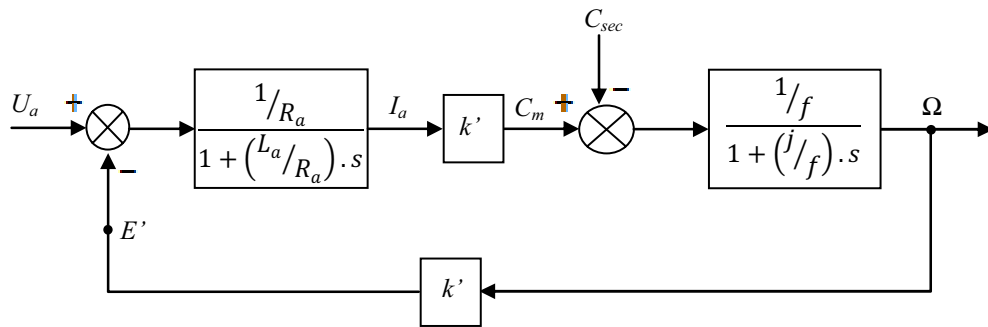 C_sec
U_a + − 1/R_a / 1 + (L_a/R_a) . s I_a k’ C_m + − 1/f / 1 + (j/f) . s Ω
− E’
k’